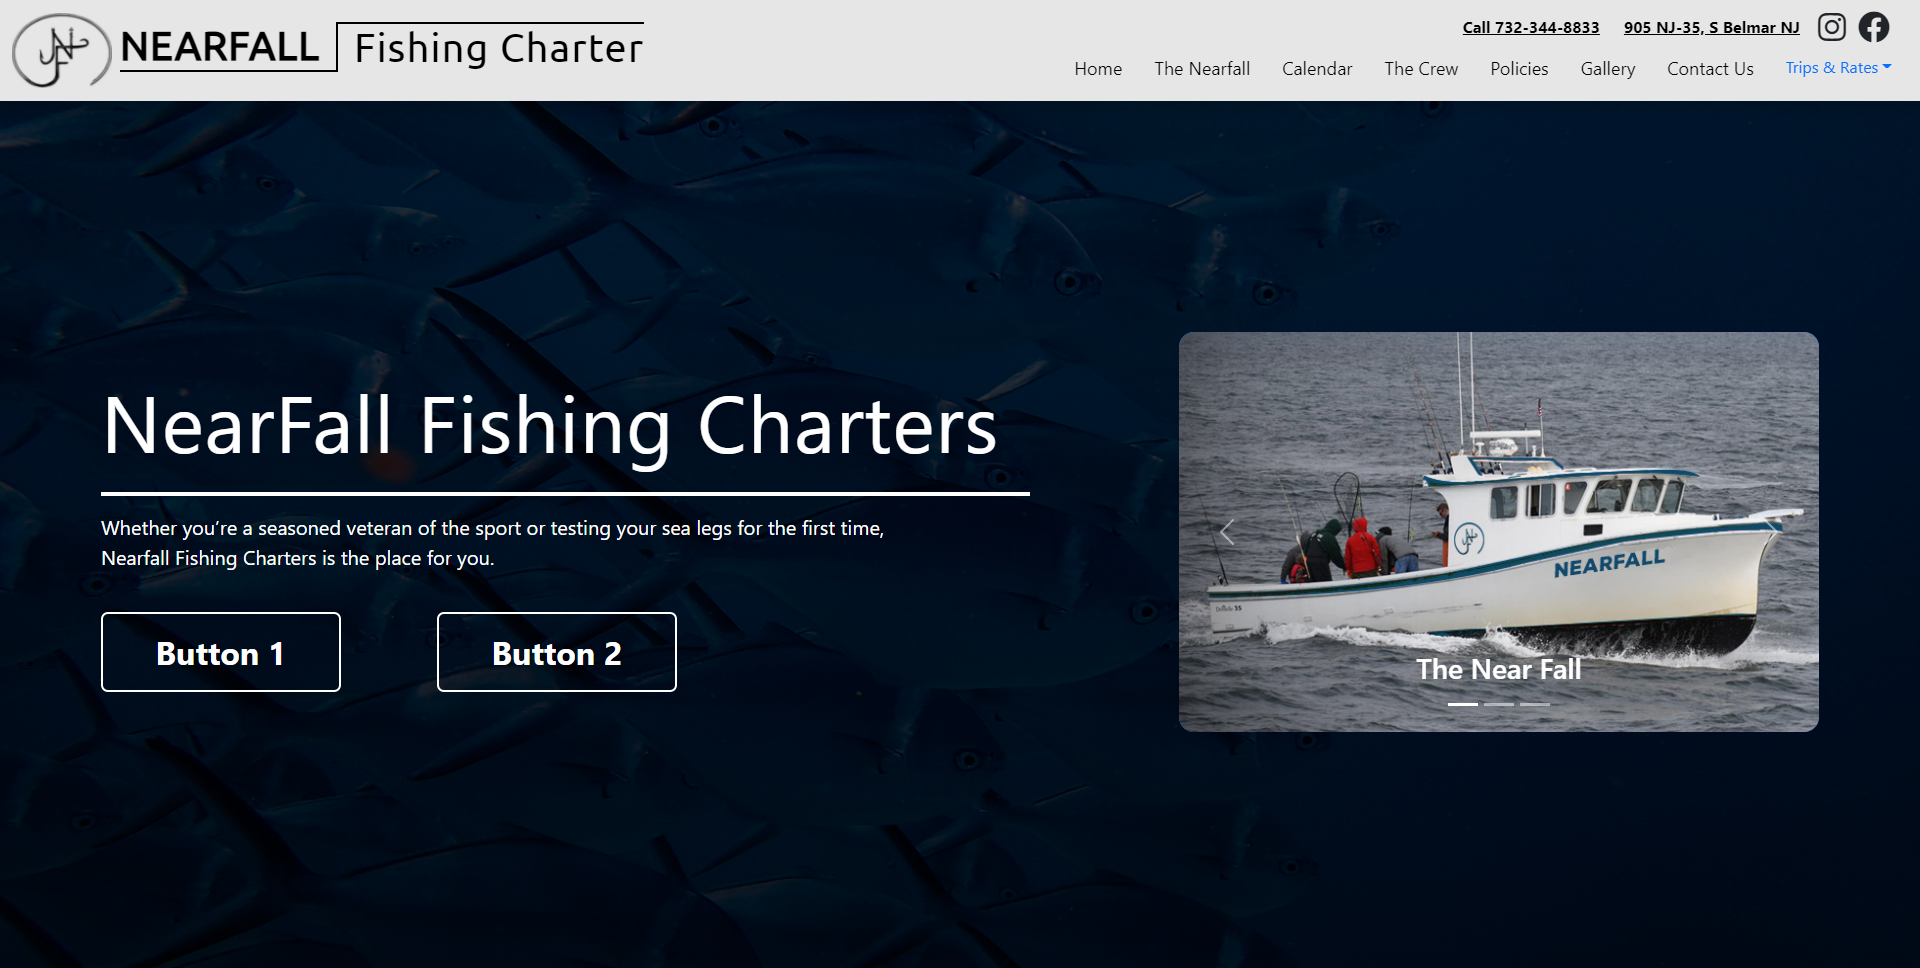 NEARFALL Fishing Charter
Call 732-344-8833 905 NJ-35, S Belmar NJ
Home The Nearfall Calendar The Crew Policies Gallery Contact Us Trips & Rates
NearFall Fishing Charters
Whether you’re a seasoned veteran of the sport or testing your sea legs for the first time,
Nearfall Fishing Charters is the place for you.
Button 1 Button 2
NEARFALL
The Near Fall